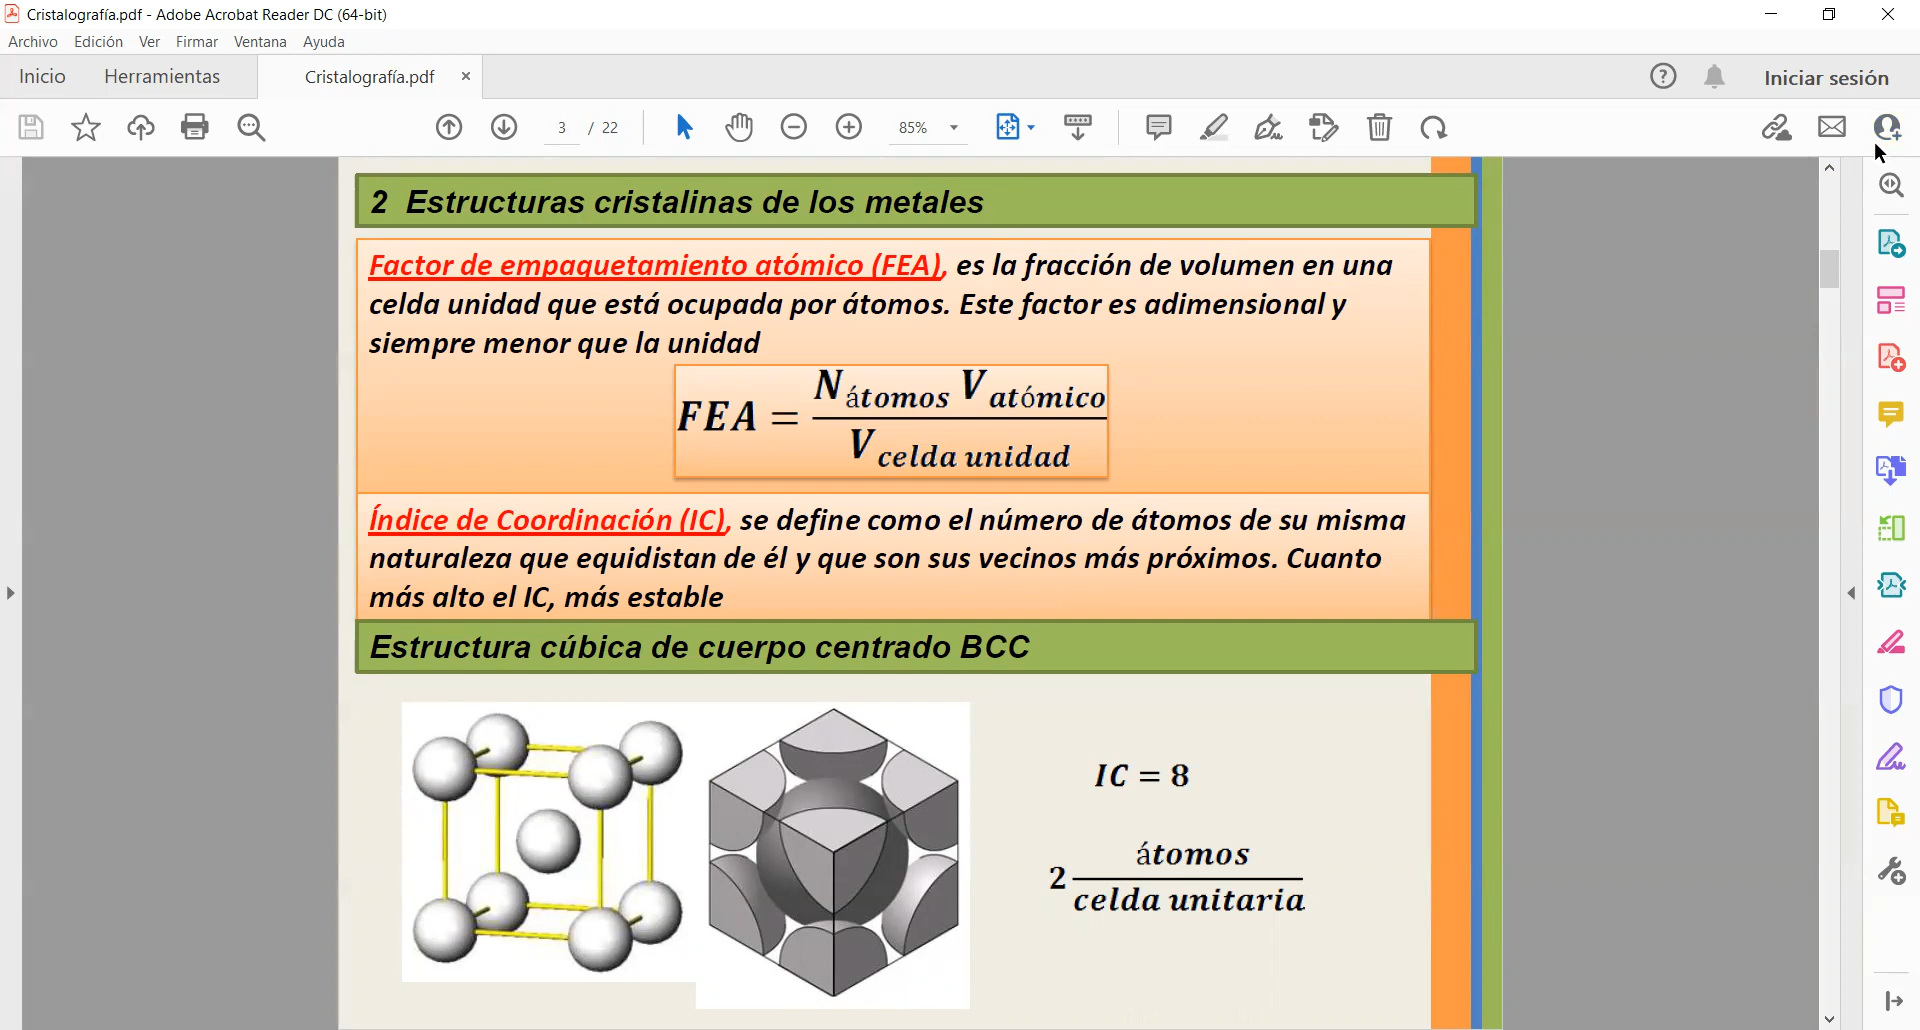 Cristalografía.pdf - Adobe Acrobat Reader DC (64-bit)
Archivo Edición Ver Firmar Ventana Ayuda
Inicio Herramientas Cristalografía.pdf × Iniciar sesión
3 / 22 85%
2 Estructuras cristalinas de los metales
Factor de empaquetamiento atómico (FEA), es la fracción de volumen en una
celda unidad que está ocupada por átomos. Este factor es adimensional y
siempre menor que la unidad
FEA = N átomos V atómico / V celda unidad
Índice de Coordinación (IC), se define como el número de átomos de su misma
naturaleza que equidistan de él y que son sus vecinos más próximos. Cuanto
más alto el IC, más estable
Estructura cúbica de cuerpo centrado BCC
IC = 8
2 átomos / celda unitaria